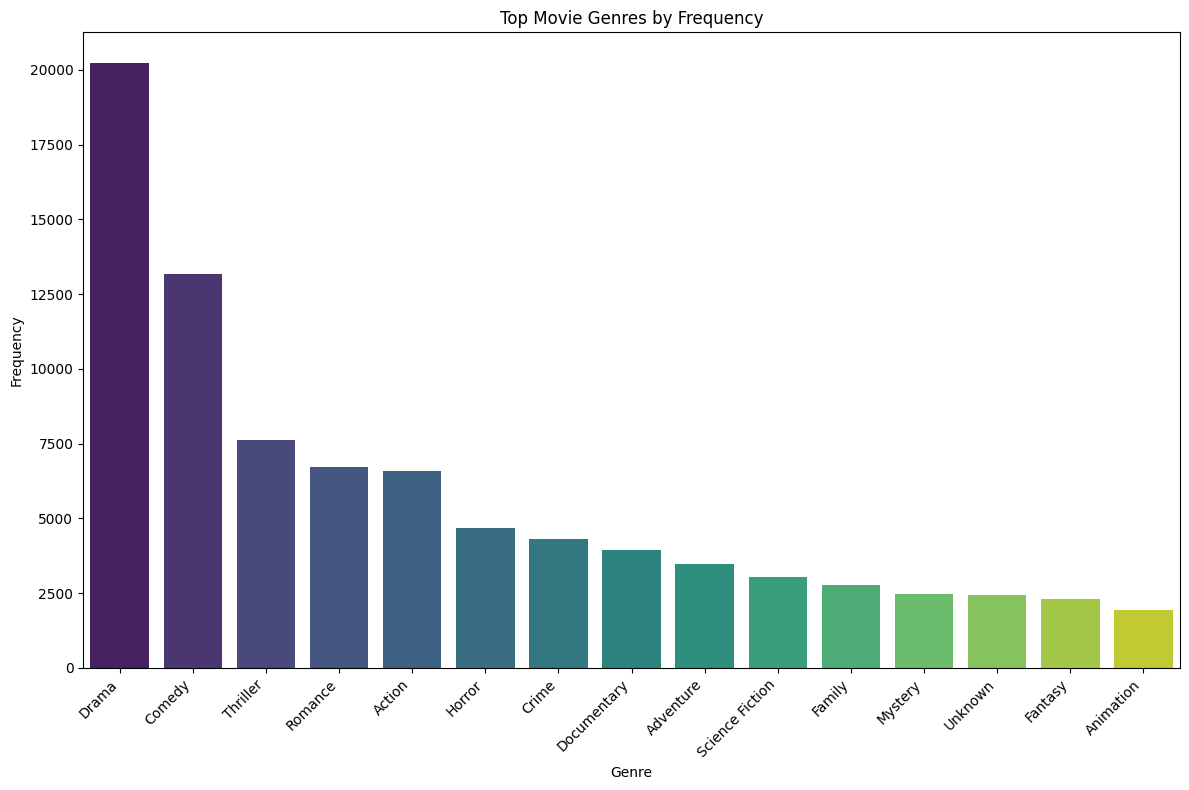 Top Movie Genres by Frequency
Frequency
20000
17500
15000
12500
10000
7500
5000
2500
0
Drama
Comedy
Thriller
Romance
Action
Horror
Crime
Documentary
Adventure
Science Fiction
Family
Mystery
Unknown
Fantasy
Animation
Genre